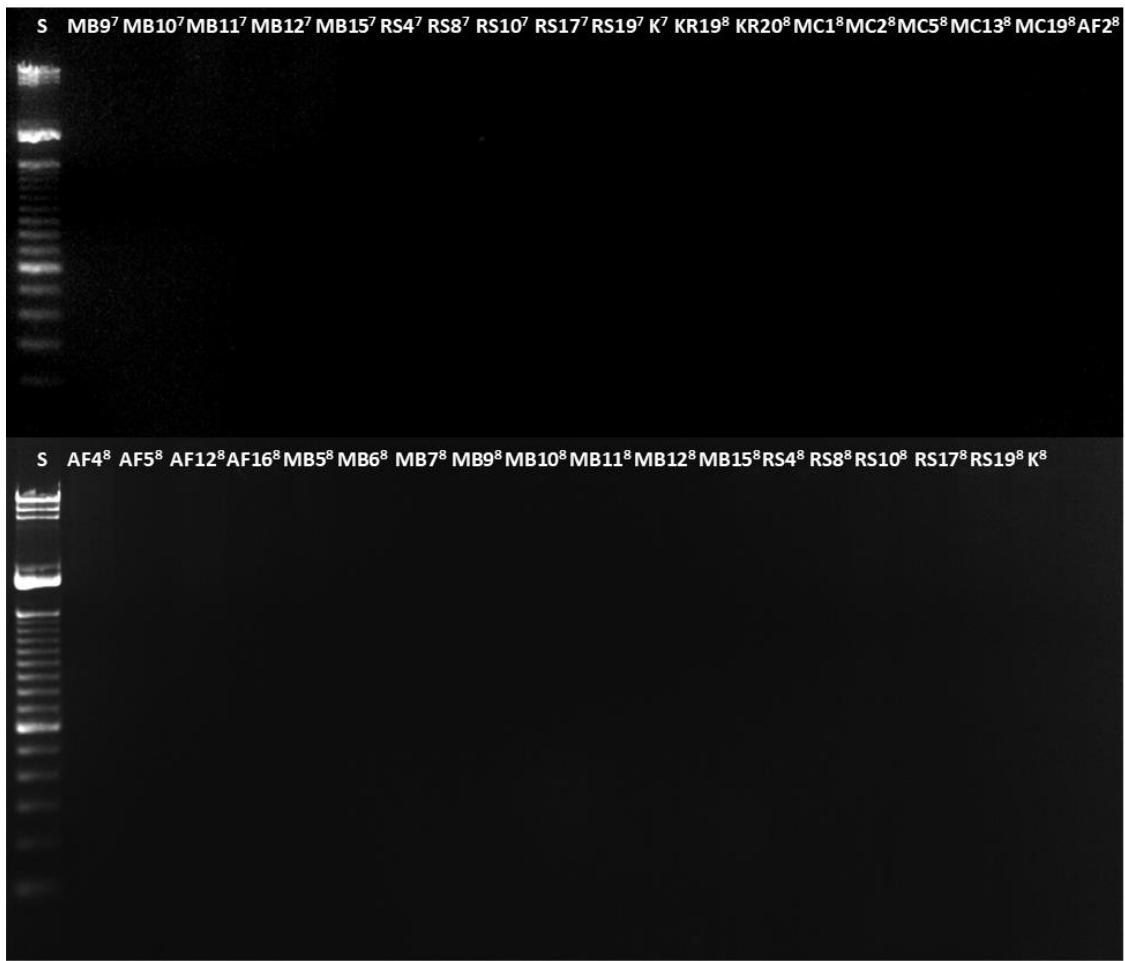 S MB9⁷ MB10⁷ MB11⁷ MB12⁷ MB15⁷ RS4⁷ RS8⁷ RS10⁷ RS17⁷ RS19⁷ K⁷ KR19⁸ KR20⁸ MC1⁸ MC2⁸ MC5⁸ MC13⁸ MC19⁸ AF2⁸
S AF4⁸ AF5⁸ AF12⁸ AF16⁸ MB5⁸ MB6⁸ MB7⁸ MB9⁸ MB10⁸ MB11⁸ MB12⁸ MB15⁸ RS4⁸ RS8⁸ RS10⁸ RS17⁸ RS19⁸ K⁸